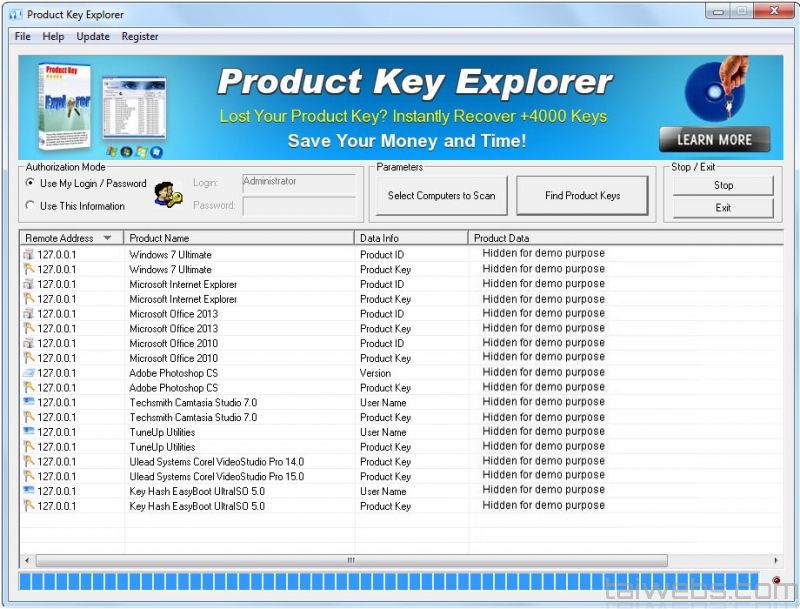 Product Key Explorer
File Help Update Register
Product Key Explorer
Lost Your Product Key? Instantly Recover +4000 Keys
Save Your Money and Time!
LEARN MORE
Product Key
Explorer
Authorization Mode
Use My Login / Password
Use This Information
Login: Administrator
Password:
Parameters
Select Computers to Scan
Find Product Keys
Stop / Exit
Stop
Exit
Remote Address Product Name Data Info Product Data
127.0.0.1 Windows 7 Ultimate Product ID Hidden for demo purpose
127.0.0.1 Windows 7 Ultimate Product Key Hidden for demo purpose
127.0.0.1 Microsoft Internet Explorer Product ID Hidden for demo purpose
127.0.0.1 Microsoft Internet Explorer Product Key Hidden for demo purpose
127.0.0.1 Microsoft Office 2013 Product ID Hidden for demo purpose
127.0.0.1 Microsoft Office 2013 Product Key Hidden for demo purpose
127.0.0.1 Microsoft Office 2010 Product ID Hidden for demo purpose
127.0.0.1 Microsoft Office 2010 Product Key Hidden for demo purpose
127.0.0.1 Adobe Photoshop CS Version Hidden for demo purpose
127.0.0.1 Adobe Photoshop CS Product Key Hidden for demo purpose
127.0.0.1 Techsmith Camtasia Studio 7.0 User Name Hidden for demo purpose
127.0.0.1 Techsmith Camtasia Studio 7.0 Product Key Hidden for demo purpose
127.0.0.1 TuneUp Utilities User Name Hidden for demo purpose
127.0.0.1 TuneUp Utilities Product Key Hidden for demo purpose
127.0.0.1 Ulead Systems Corel VideoStudio Pro 14.0 Product Key Hidden for demo purpose
127.0.0.1 Ulead Systems Corel VideoStudio Pro 15.0 Product Key Hidden for demo purpose
127.0.0.1 Key Hash EasyBoot UltraISO 5.0 User Name Hidden for demo purpose
127.0.0.1 Key Hash EasyBoot UltraISO 5.0 Product Key Hidden for demo purpose
taiwebs.com